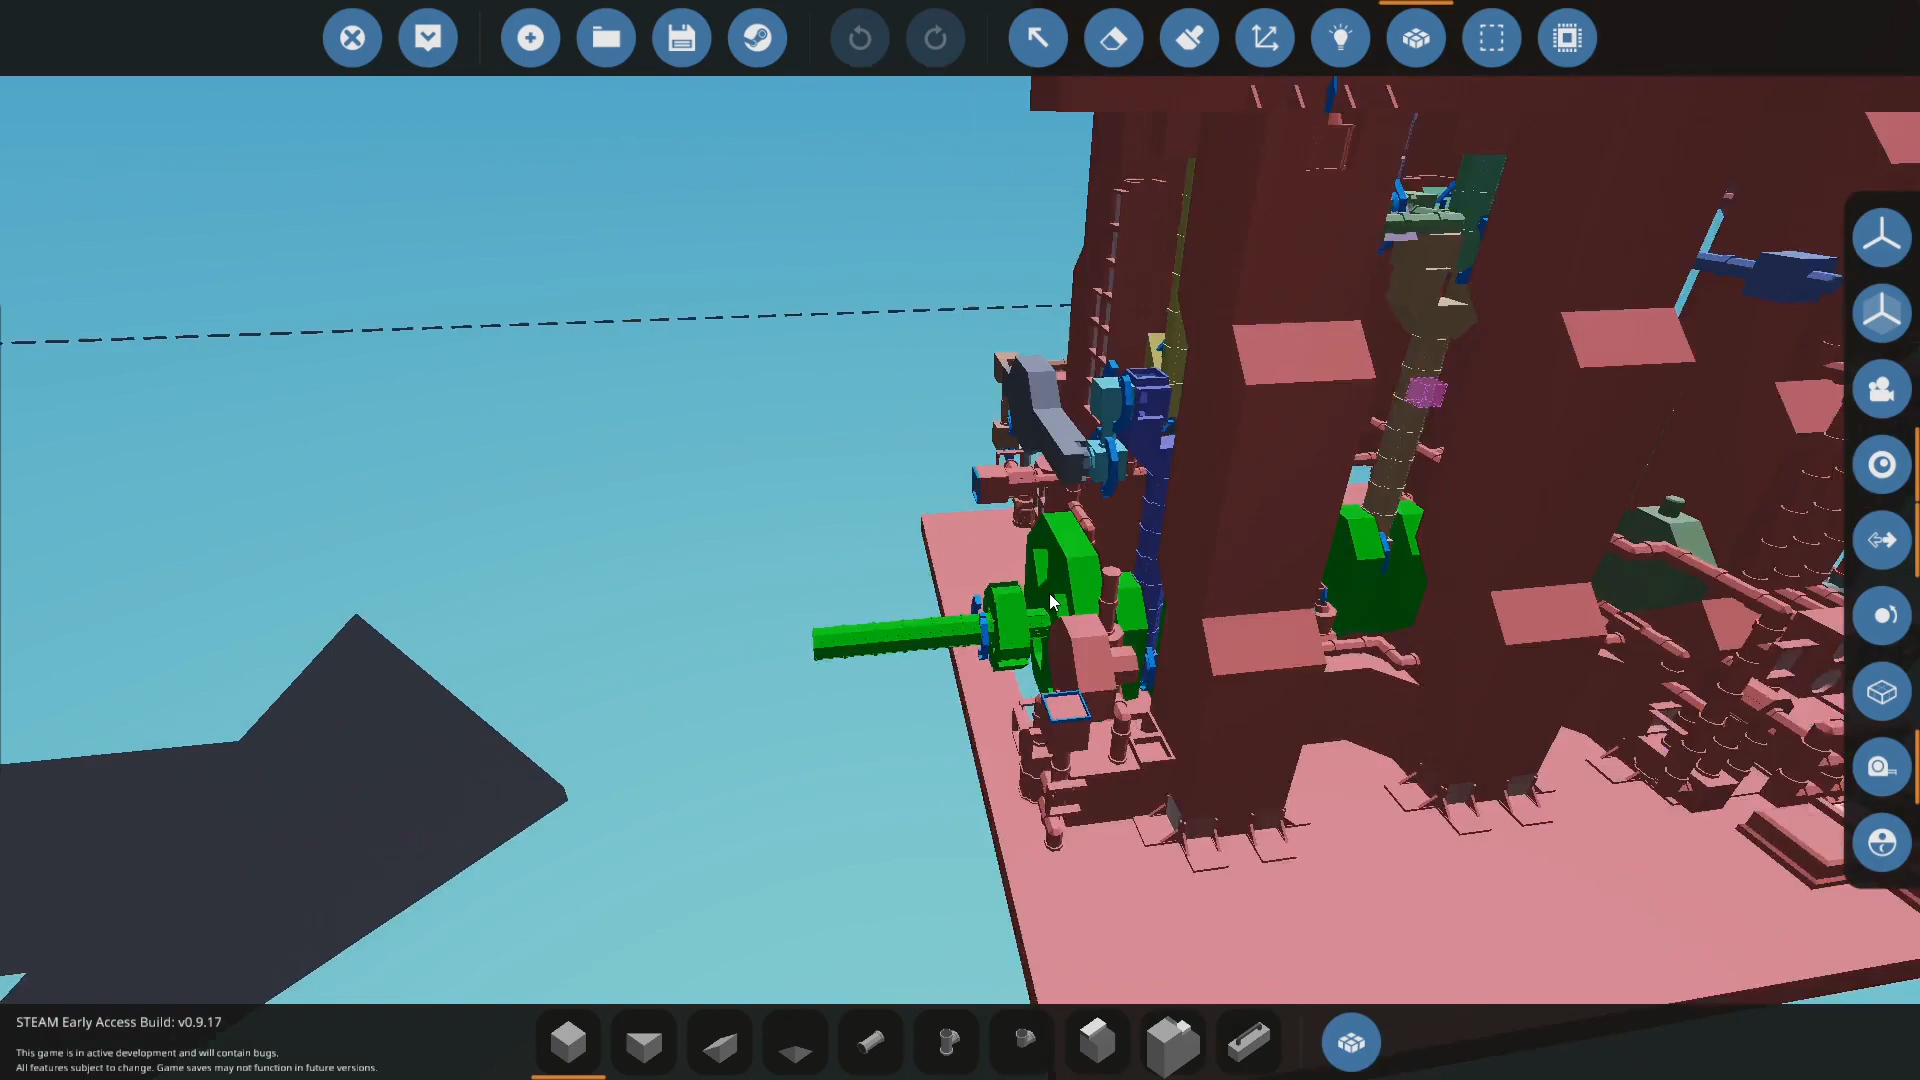 STEAM Early Access Build: v0.9.17
This game is in active development and will contain bugs.
All features subject to change. Game saves may not function in future versions.